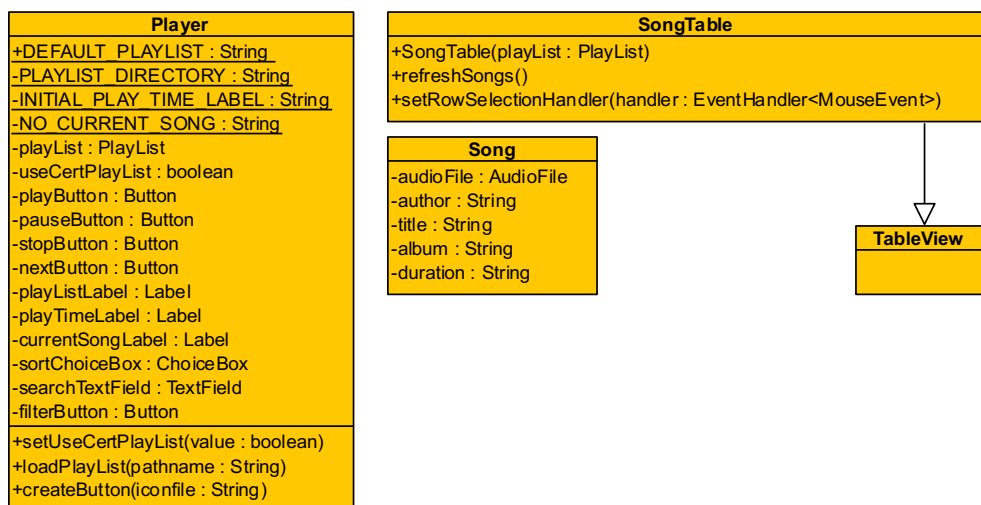 Player
+DEFAULT_PLAYLIST : String
-PLAYLIST_DIRECTORY : String
-INITIAL_PLAY_TIME_LABEL : String
-NO_CURRENT_SONG : String
-playList : PlayList
-useCertPlayList : boolean
-playButton : Button
-pauseButton : Button
-stopButton : Button
-nextButton : Button
-playListLabel : Label
-playTimeLabel : Label
-currentSongLabel : Label
-sortChoiceBox : ChoiceBox
-searchTextField : TextField
-filterButton : Button
+setUseCertPlayList(value : boolean)
+loadPlayList(pathname : String)
+createButton(iconfile : String)
SongTable
+SongTable(playList : PlayList)
+refreshSongs()
+setRowSelectionHandler(handler : EventHandler<MouseEvent>)
Song
-audioFile : AudioFile
-author : String
-title : String
-album : String
-duration : String
TableView